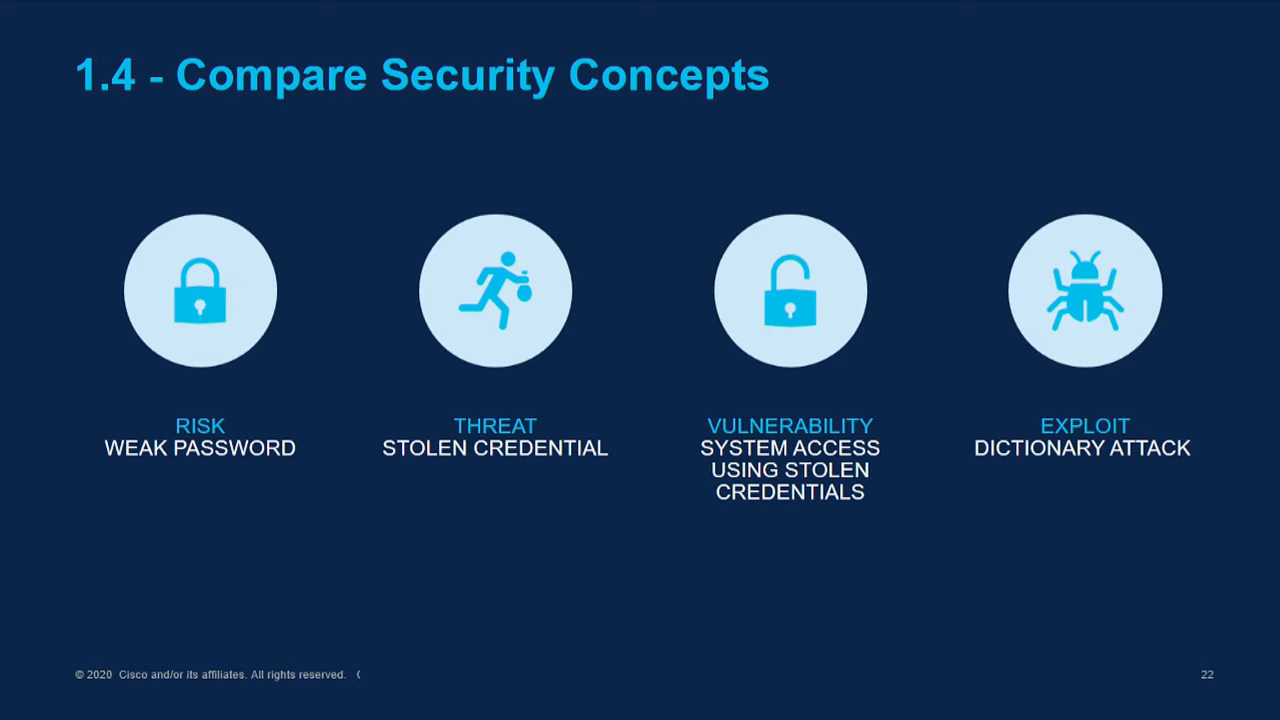 1.4 - Compare Security Concepts
RISK
WEAK PASSWORD
THREAT
STOLEN CREDENTIAL
VULNERABILITY
SYSTEM ACCESS
USING STOLEN
CREDENTIALS
EXPLOIT
DICTIONARY ATTACK
© 2020 Cisco and/or its affiliates. All rights reserved.
22